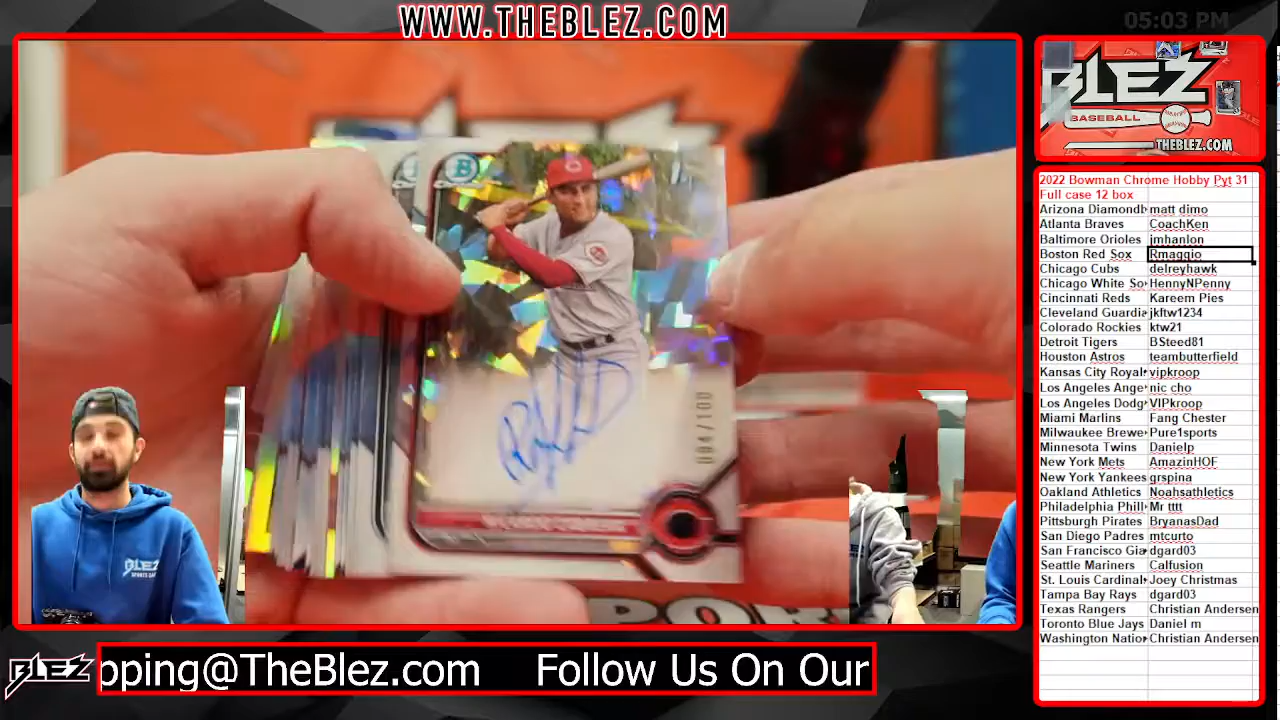 WWW.THEBLEZ.COM
05:03 PM
BLEZ
BASEBALL
THEBLEZ.COM
B
094/100
BLEZ
2022 Bowman Chrome Hobby Pyt 31
Full case 12 box
Arizona Diamondb matt dimo
Atlanta Braves CoachKen
Baltimore Orioles jmhanlon
Boston Red Sox Rmaggio
Chicago Cubs delreyhawk
Chicago White So HennyNPenny
Cincinnati Reds Kareem Pies
Cleveland Guardia jkftw1234
Colorado Rockies ktw21
Detroit Tigers BSteed81
Houston Astros teambutterfield
Kansas City Royal vipkroop
Los Angeles Ange nic cho
Los Angeles Dodg VIPkroop
Miami Marlins Fang Chester
Milwaukee Brewe Pure1sports
Minnesota Twins Danielp
New York Mets AmazinHOF
New York Yankees grspina
Oakland Athletics Noahsathletics
Philadelphia Phill Mr tttt
Pittsburgh Pirates BryanasDad
San Diego Padres mtcurto
San Francisco Gia dgard03
Seattle Mariners Calfusion
St. Louis Cardinal Joey Christmas
Tampa Bay Rays dgard03
Texas Rangers Christian Andersen
Toronto Blue Jays Daniel m
Washington Natio Christian Andersen
BLEZ
pping@TheBlez.com Follow Us On Our